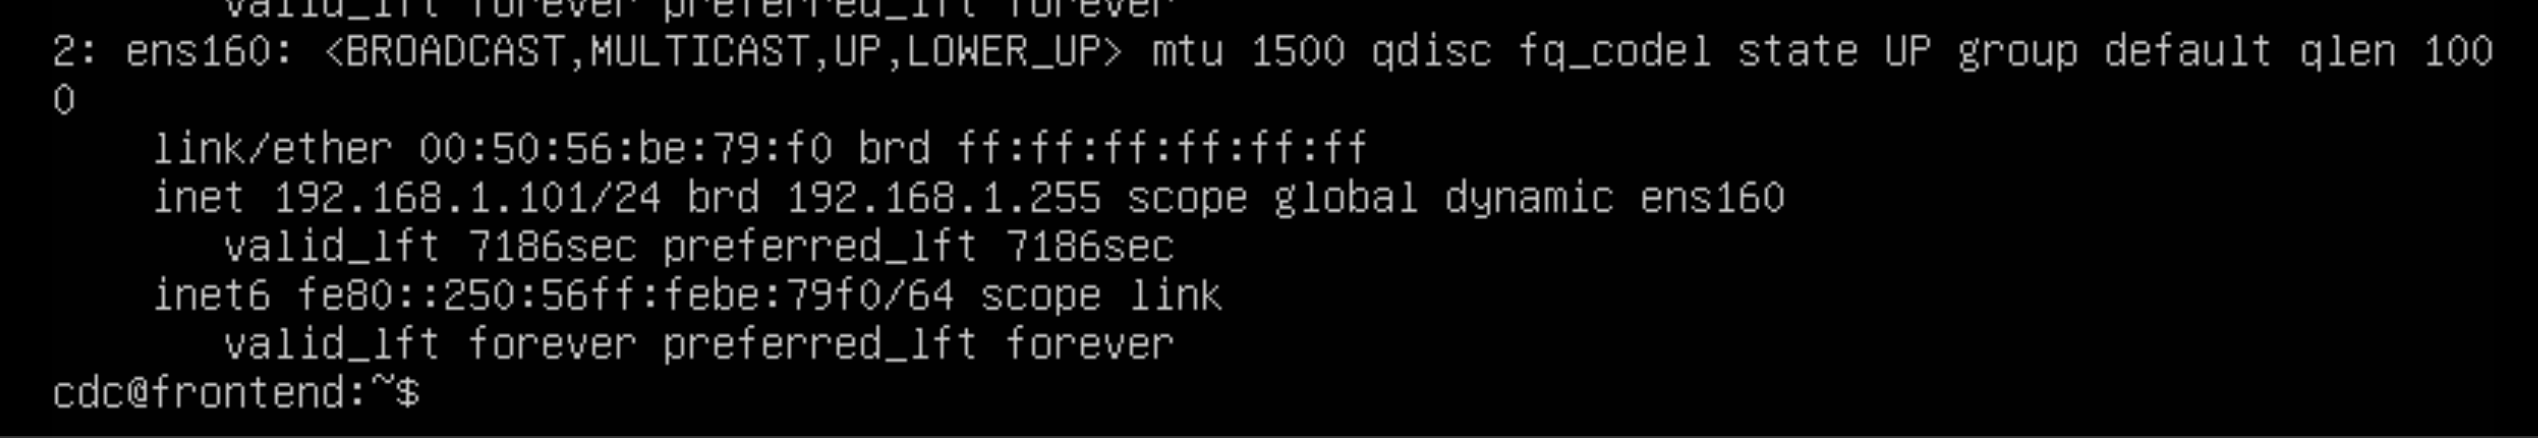 valid_lft forever preferred_lft forever
2: ens160: <BROADCAST,MULTICAST,UP,LOWER_UP> mtu 1500 qdisc fq_codel state UP group default qlen 100
0
link/ether 00:50:56:be:79:f0 brd ff:ff:ff:ff:ff:ff
inet 192.168.1.101/24 brd 192.168.1.255 scope global dynamic ens160
valid_lft 7186sec preferred_lft 7186sec
inet6 fe80::250:56ff:febe:79f0/64 scope link
valid_lft forever preferred_lft forever
cdc@frontend:~$